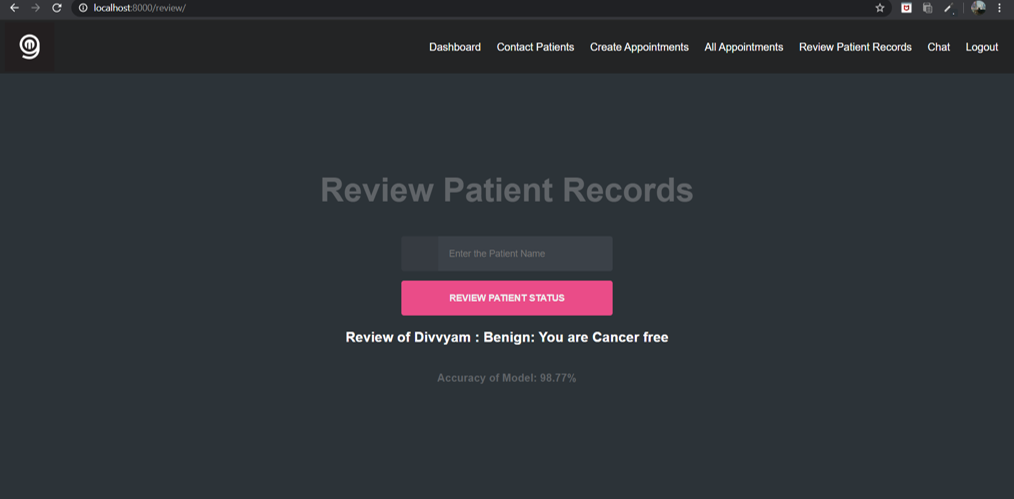 localhost:8000/review/
Dashboard Contact Patients Create Appointments All Appointments Review Patient Records Chat Logout
Review Patient Records
Enter the Patient Name
REVIEW PATIENT STATUS
Review of Divvyam : Benign: You are Cancer free
Accuracy of Model: 98.77%